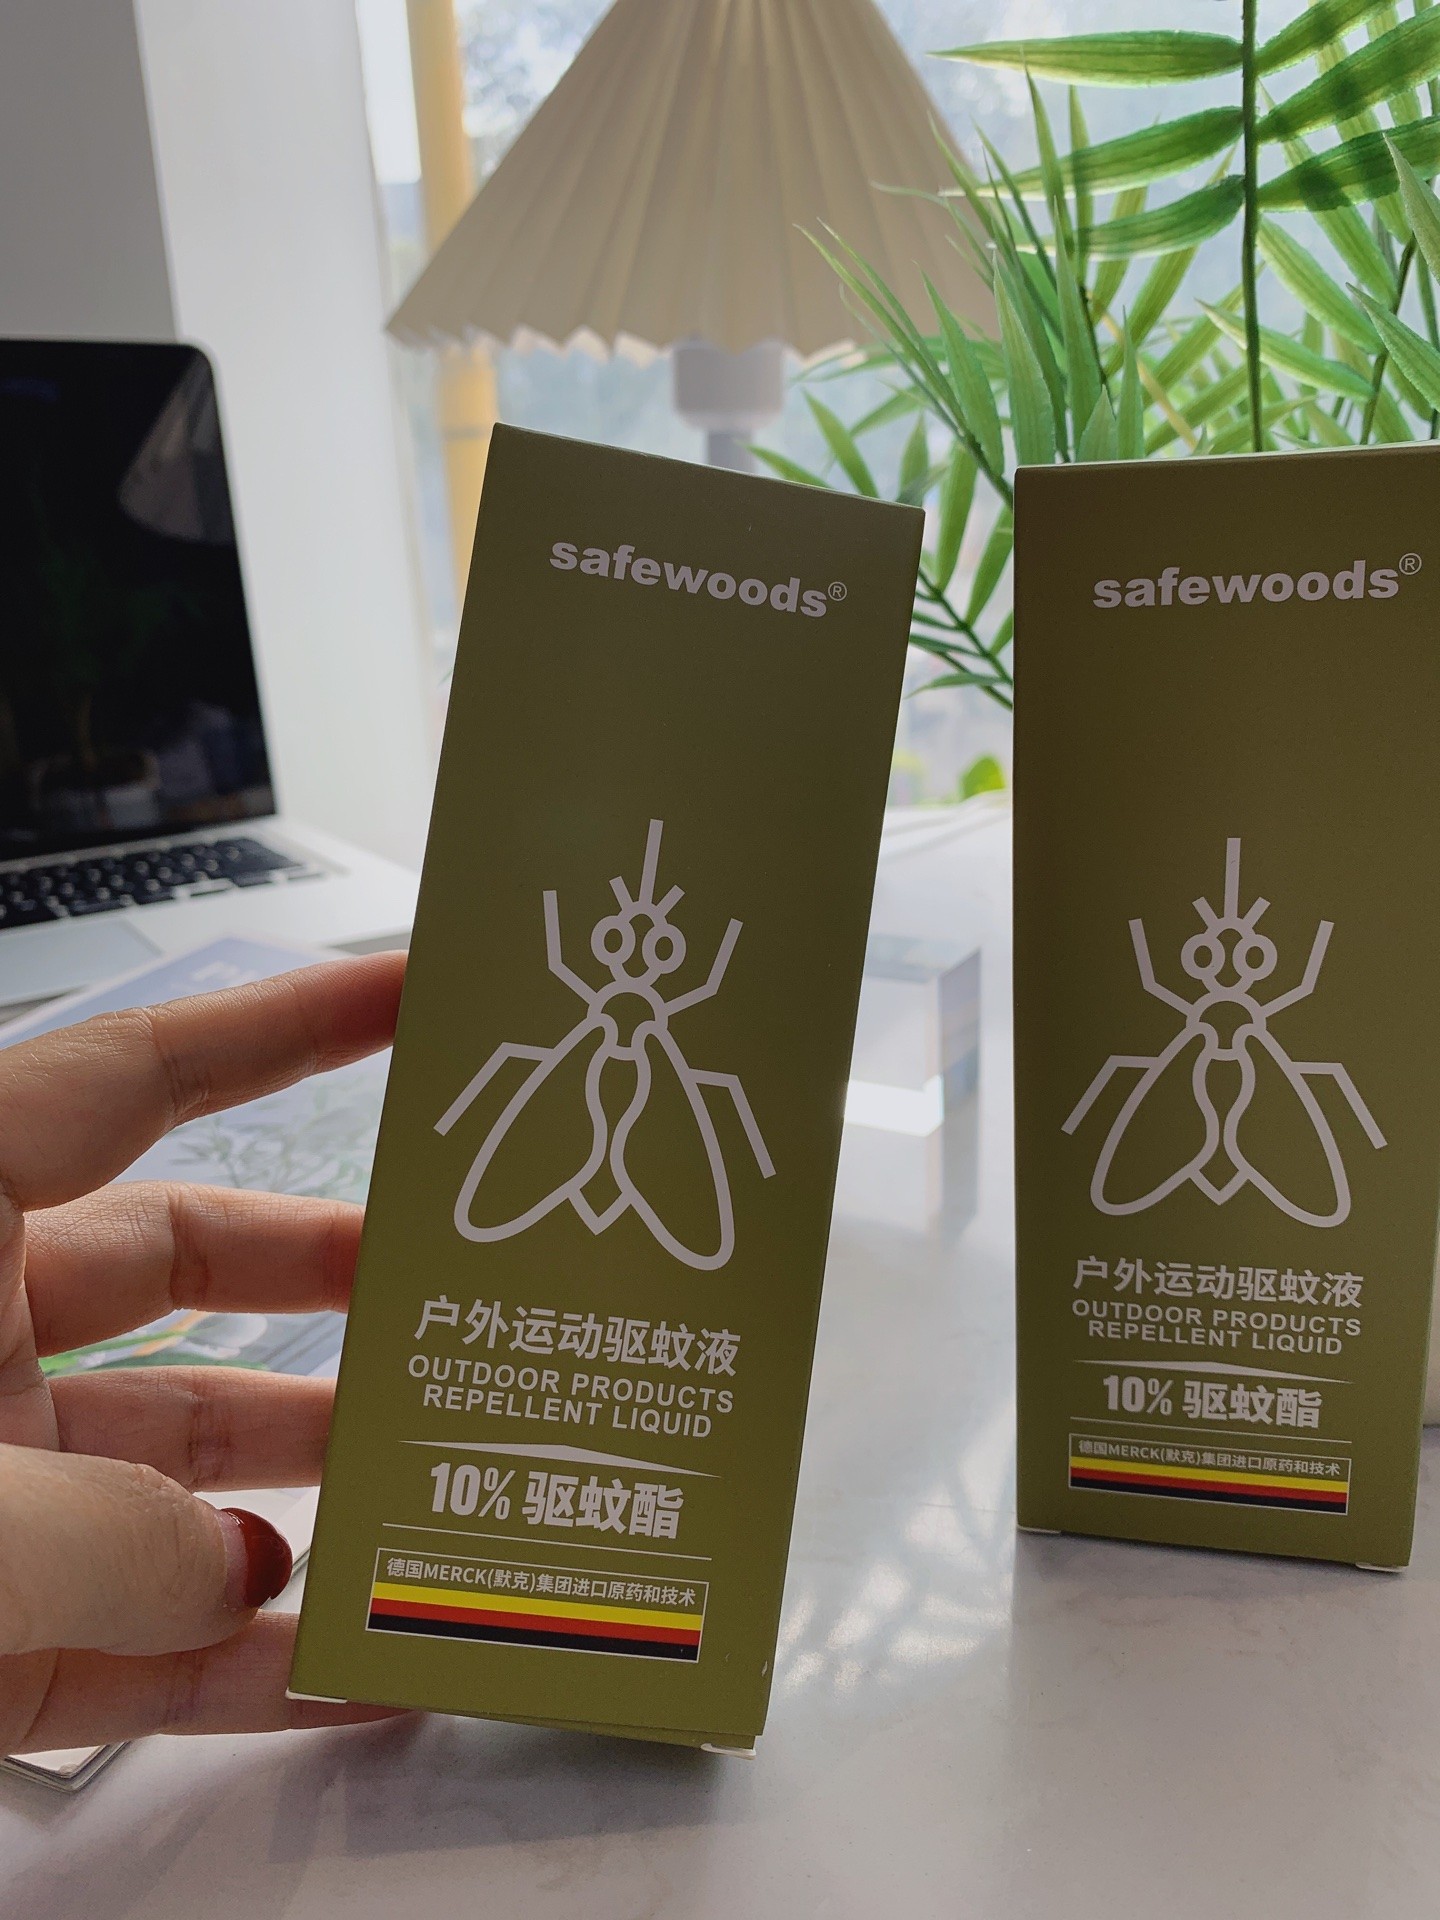 safewoods®
户外运动驱蚊液
OUTDOOR PRODUCTS
REPELLENT LIQUID
10% 驱蚊酯
德国MERCK(默克)集团进口原药和技术
safewoods®
户外运动驱蚊液
OUTDOOR PRODUCTS
REPELLENT LIQUID
10% 驱蚊酯
德国MERCK(默克)集团进口原药和技术